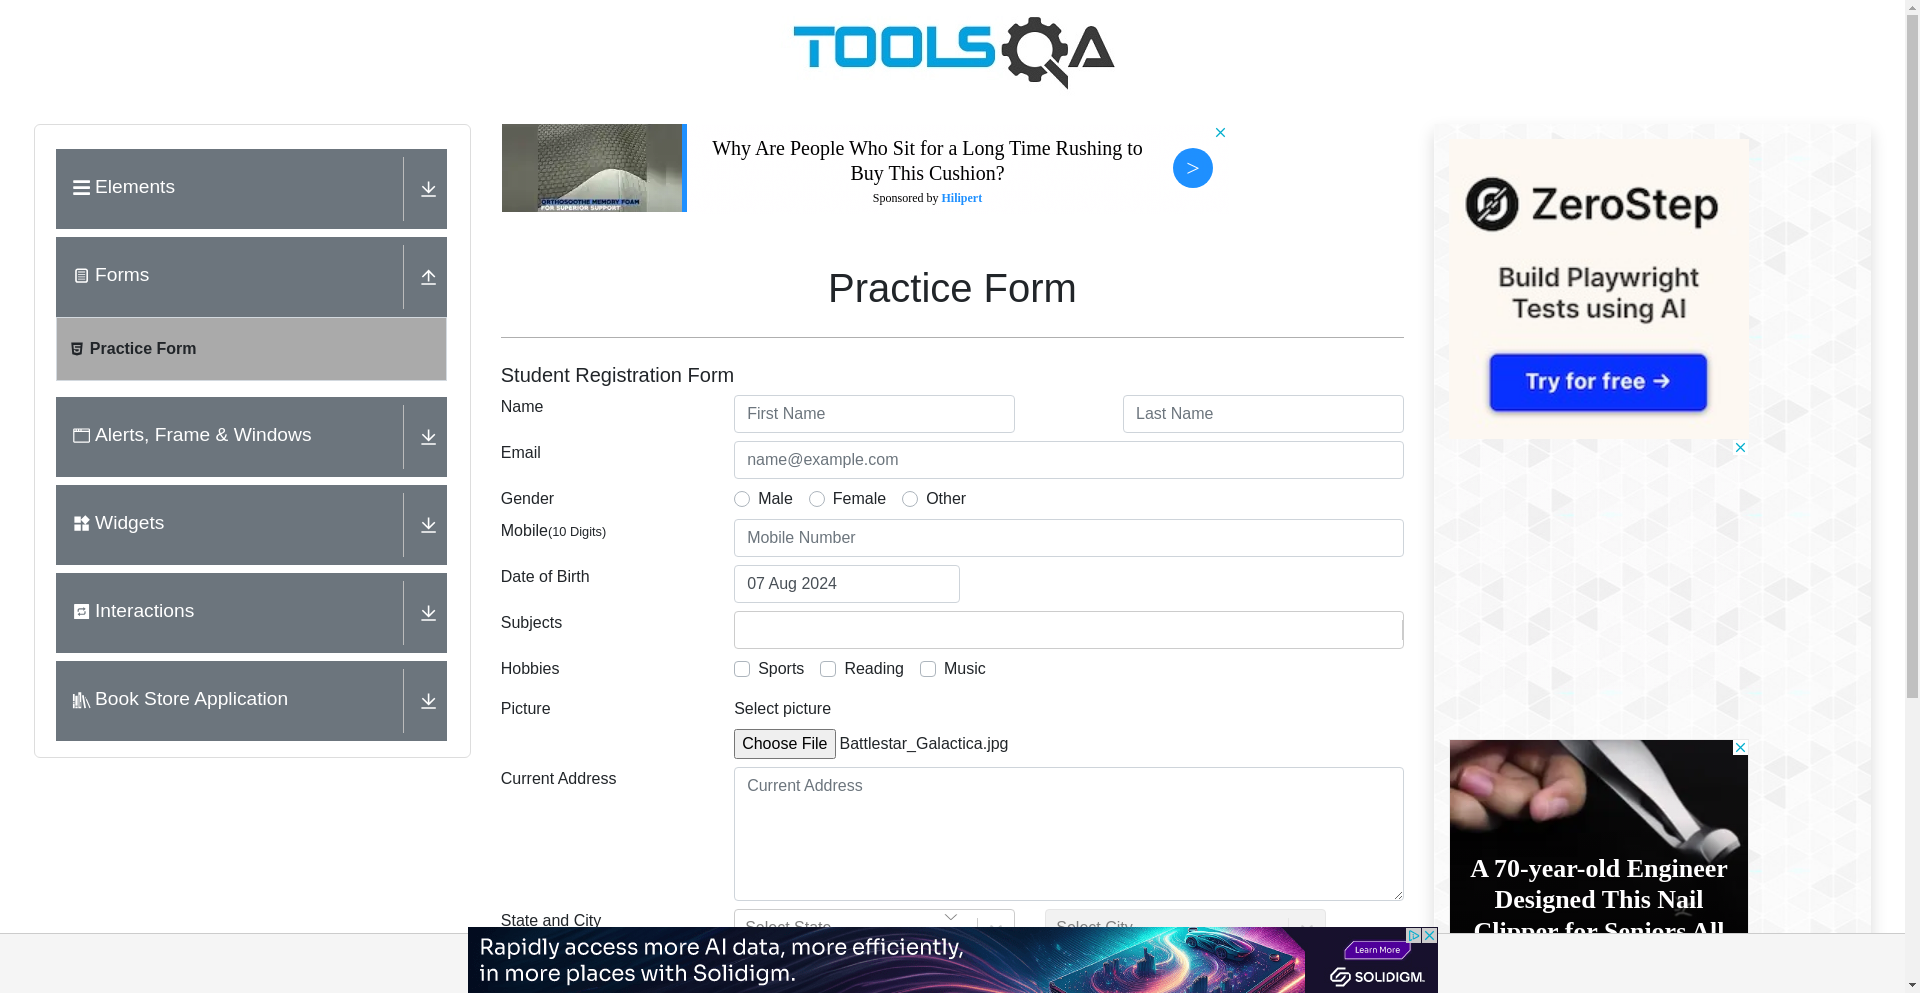 TOOLSQA
Elements
Forms
Practice Form
Alerts, Frame & Windows
Widgets
Interactions
Book Store Application
ORTHOSOOTHE MEMORY FOAM
FOR SUPERIOR SUPPORT
Why Are People Who Sit for a Long Time Rushing to
Buy This Cushion?
Sponsored by Hilipert
>
Practice Form
Student Registration Form
Name
First Name
Last Name
Email
name@example.com
Gender
Male
Female
Other
Mobile(10 Digits)
Mobile Number
Date of Birth
07 Aug 2024
Subjects
Hobbies
Sports
Reading
Music
Picture
Select picture
Choose File
Battlestar_Galactica.jpg
Current Address
Current Address
State and City
Select State
Select City
ZeroStep
Build Playwright
Tests using AI
Try for free →
A 70-year-old Engineer
Designed This Nail
Clipper for Seniors All
Rapidly access more AI data, more efficiently,
in more places with Solidigm.
Learn More
SOLIDIGM.